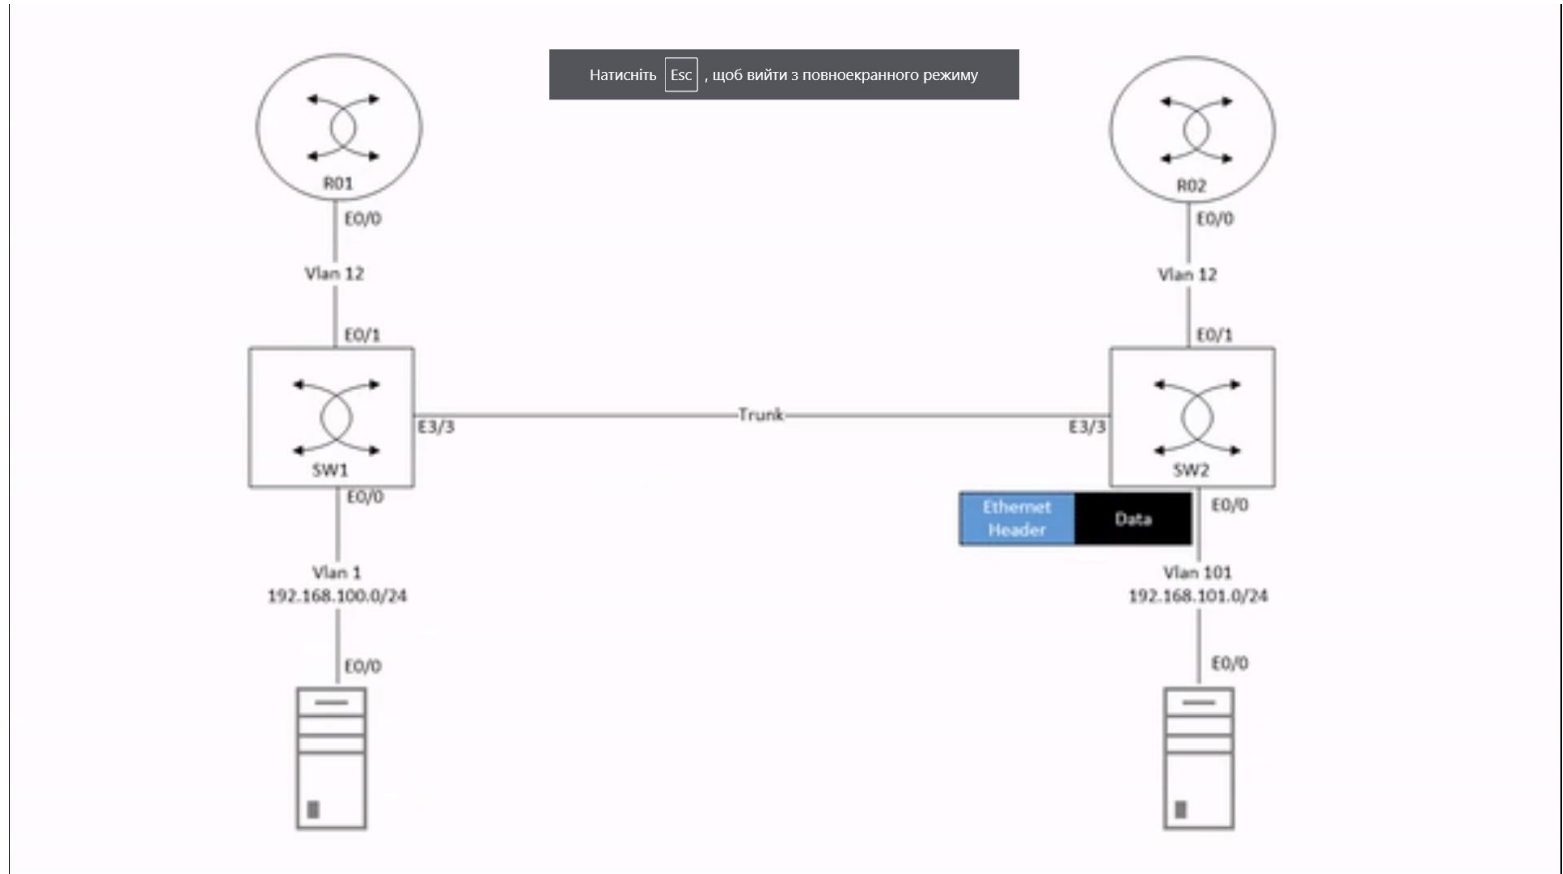 Натисніть Esc , щоб вийти з повноекранного режиму
R01
R02
E0/0
E0/0
Vlan 12
Vlan 12
E0/1
E0/1
Trunk
E3/3
E3/3
SW1
SW2
E0/0
E0/0
Ethernet
Header
Data
Vlan 1
192.168.100.0/24
Vlan 101
192.168.101.0/24
E0/0
E0/0